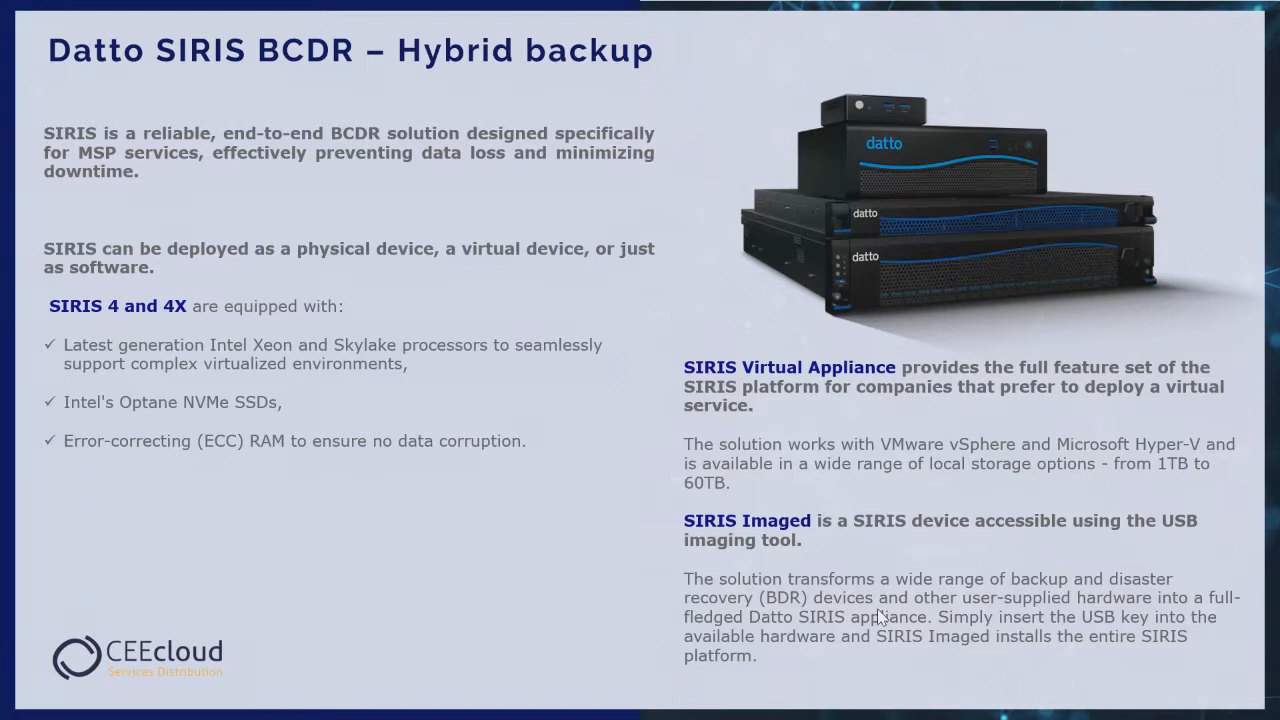 Datto SIRIS BCDR – Hybrid backup
SIRIS is a reliable, end-to-end BCDR solution designed specifically
for MSP services, effectively preventing data loss and minimizing
downtime.
SIRIS can be deployed as a physical device, a virtual device, or just
as software.
SIRIS 4 and 4X are equipped with:
✓ Latest generation Intel Xeon and Skylake processors to seamlessly
support complex virtualized environments,
✓ Intel's Optane NVMe SSDs,
✓ Error-correcting (ECC) RAM to ensure no data corruption.
datto
datto
datto
SIRIS Virtual Appliance provides the full feature set of the
SIRIS platform for companies that prefer to deploy a virtual
service.
The solution works with VMware vSphere and Microsoft Hyper-V and
is available in a wide range of local storage options - from 1TB to
60TB.
SIRIS Imaged is a SIRIS device accessible using the USB
imaging tool.
The solution transforms a wide range of backup and disaster
recovery (BDR) devices and other user-supplied hardware into a full-
fledged Datto SIRIS appliance. Simply insert the USB key into the
available hardware and SIRIS Imaged installs the entire SIRIS
platform.
CEEcloud
Services Distribution